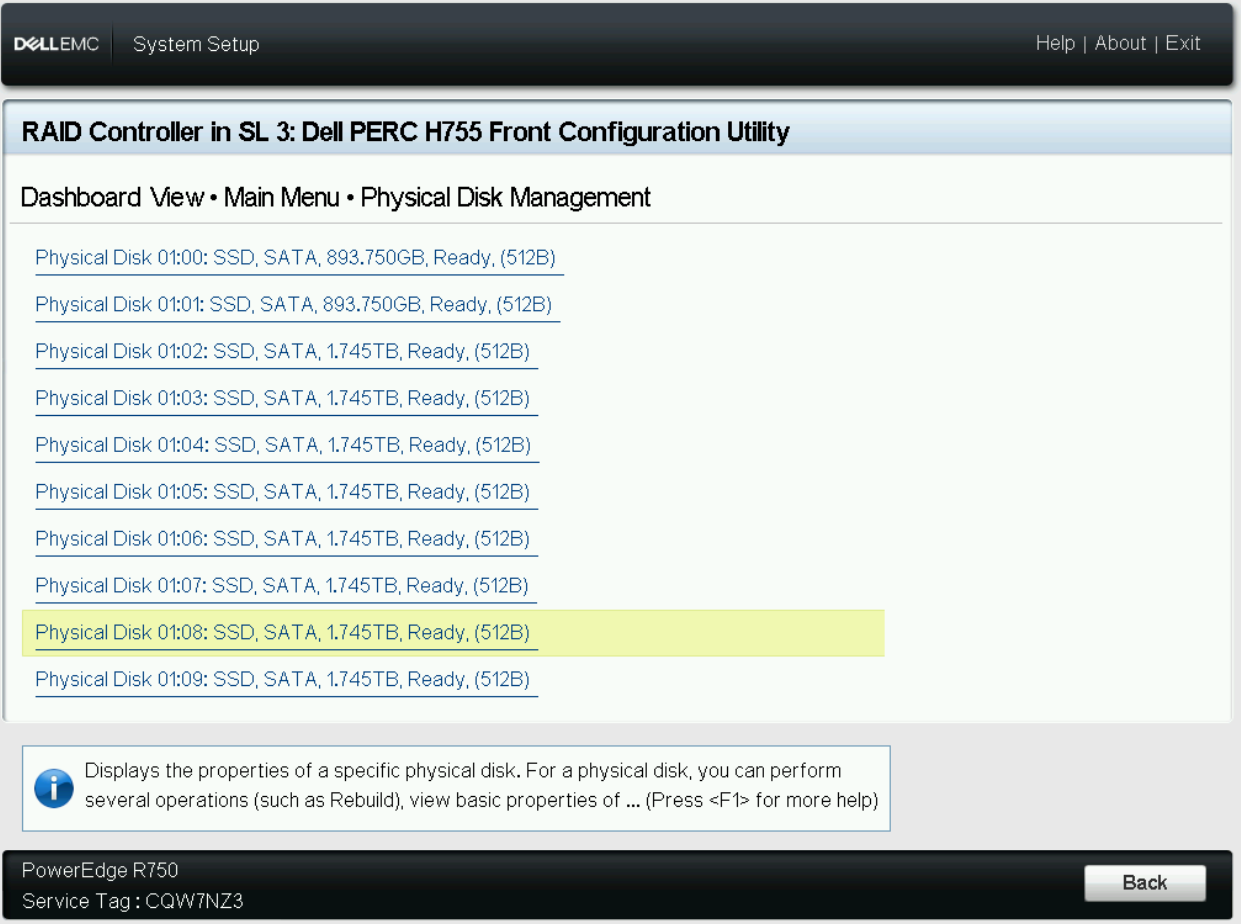 DELLEMC System Setup Help | About | Exit
RAID Controller in SL 3: Dell PERC H755 Front Configuration Utility
Dashboard View • Main Menu • Physical Disk Management
Physical Disk 01:00: SSD, SATA, 893.750GB, Ready, (512B)
Physical Disk 01:01: SSD, SATA, 893.750GB, Ready, (512B)
Physical Disk 01:02: SSD, SATA, 1.745TB, Ready, (512B)
Physical Disk 01:03: SSD, SATA, 1.745TB, Ready, (512B)
Physical Disk 01:04: SSD, SATA, 1.745TB, Ready, (512B)
Physical Disk 01:05: SSD, SATA, 1.745TB, Ready, (512B)
Physical Disk 01:06: SSD, SATA, 1.745TB, Ready, (512B)
Physical Disk 01:07: SSD, SATA, 1.745TB, Ready, (512B)
Physical Disk 01:08: SSD, SATA, 1.745TB, Ready, (512B)
Physical Disk 01:09: SSD, SATA, 1.745TB, Ready, (512B)
Displays the properties of a specific physical disk. For a physical disk, you can perform
several operations (such as Rebuild), view basic properties of ... (Press <F1> for more help)
PowerEdge R750
Service Tag : CQW7NZ3
Back